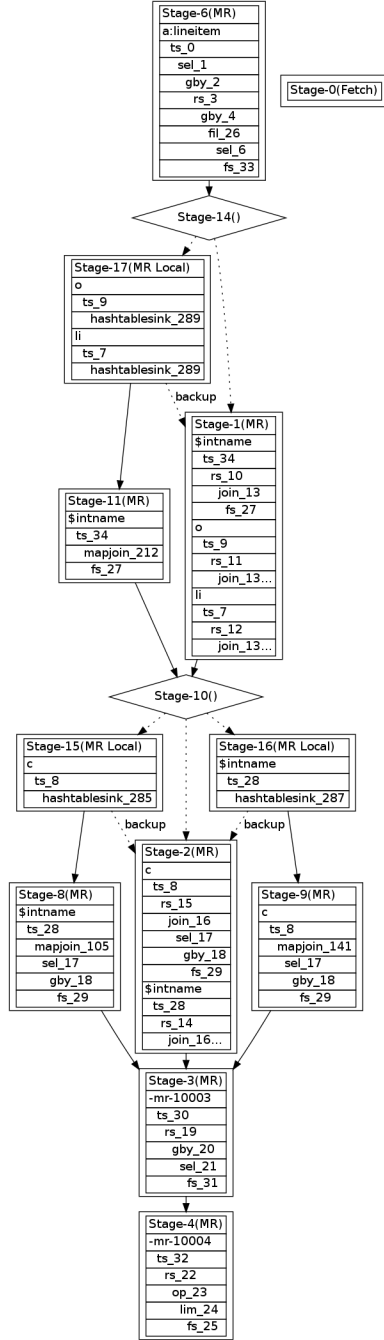 Stage-6(MR)
a:lineitem
ts_0
sel_1
gby_2
rs_3
gby_4
fil_26
sel_6
fs_33
Stage-0(Fetch)
Stage-14()
Stage-17(MR Local)
o
ts_9
hashtablesink_289
li
ts_7
hashtablesink_289
backup
Stage-1(MR)
$intname
ts_34
rs_10
join_13
fs_27
o
ts_9
rs_11
join_13...
li
ts_7
rs_12
join_13...
Stage-11(MR)
$intname
ts_34
mapjoin_212
fs_27
Stage-10()
Stage-15(MR Local)
c
ts_8
hashtablesink_285
Stage-16(MR Local)
$intname
ts_28
hashtablesink_287
backup
backup
Stage-8(MR)
$intname
ts_28
mapjoin_105
sel_17
gby_18
fs_29
Stage-2(MR)
c
ts_8
rs_15
join_16
sel_17
gby_18
fs_29
$intname
ts_28
rs_14
join_16...
Stage-9(MR)
c
ts_8
mapjoin_141
sel_17
gby_18
fs_29
Stage-3(MR)
-mr-10003
ts_30
rs_19
gby_20
sel_21
fs_31
Stage-4(MR)
-mr-10004
ts_32
rs_22
op_23
lim_24
fs_25